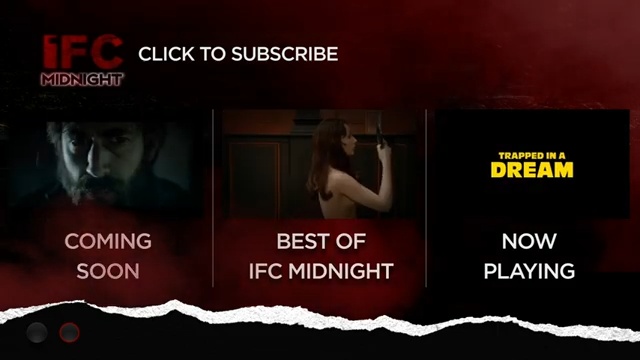 IFC
MIDNIGHT
CLICK TO SUBSCRIBE
TRAPPED IN A
DREAM
COMING
SOON
BEST OF
IFC MIDNIGHT
NOW
PLAYING